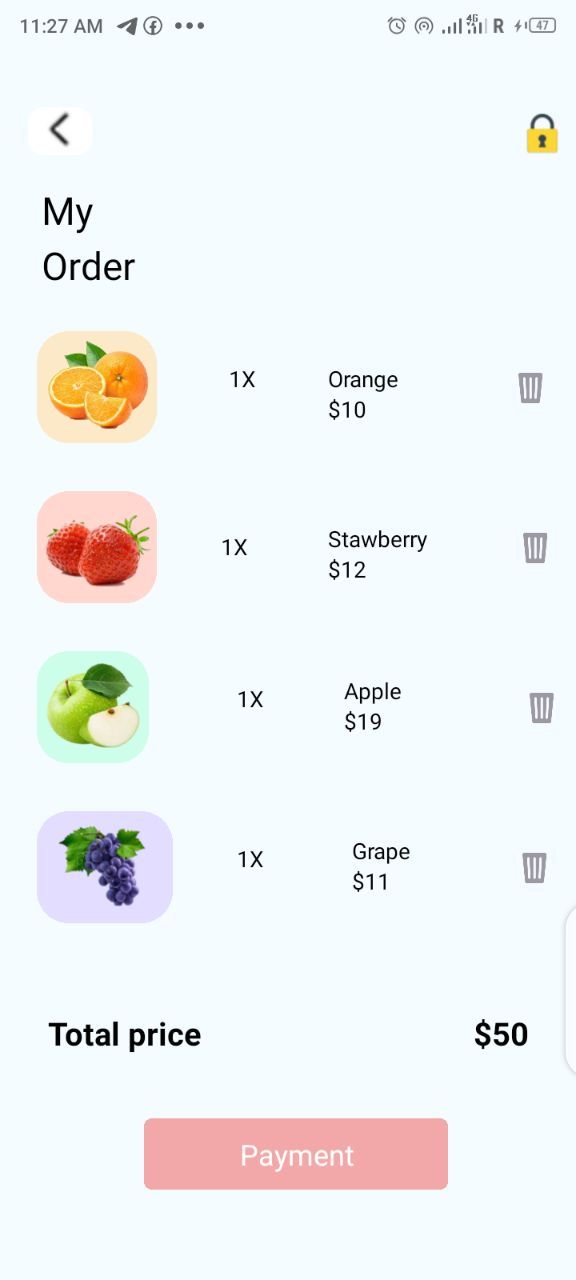 11:27 AM
4G
R
47
My
Order
1X
Orange
$10
1X
Stawberry
$12
1X
Apple
$19
1X
Grape
$11
Total price $50
Payment